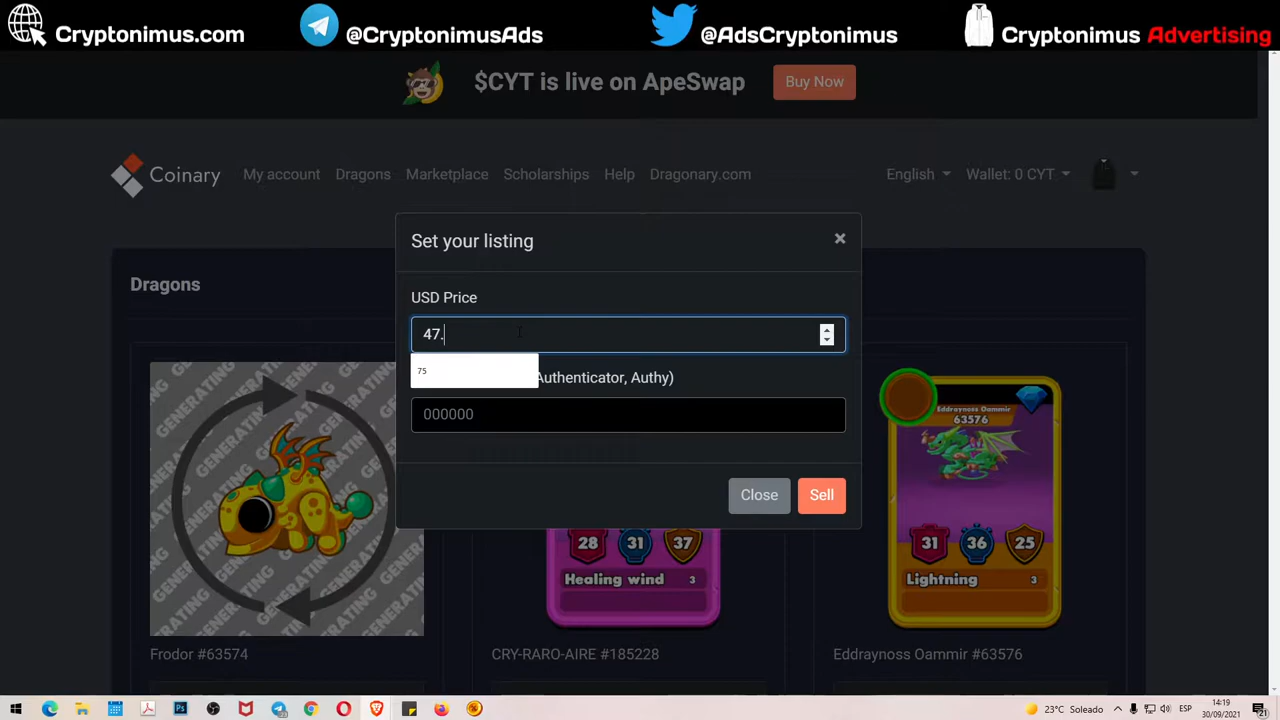 Cryptonimus.com
@CryptonimusAds
@AdsCryptonimus
Cryptonimus Advertising
$CYT is live on ApeSwap
Buy Now
Coinary
My account
Dragons
Marketplace
Scholarships
Help
Dragonary.com
English
Wallet: 0 CYT
Set your listing
×
Dragons
USD Price
47.
75
Authenticator, Authy)
000000
Close
Sell
GENERATING
28
31
37
Healing wind 3
Eddraynoss Oammir
63576
31
36
25
Lightning 3
Frodor #63574
CRY-RARO-AIRE #185228
Eddraynoss Oammir #63576
23°C Soleado
ESP
14:19
30/09/2021
21